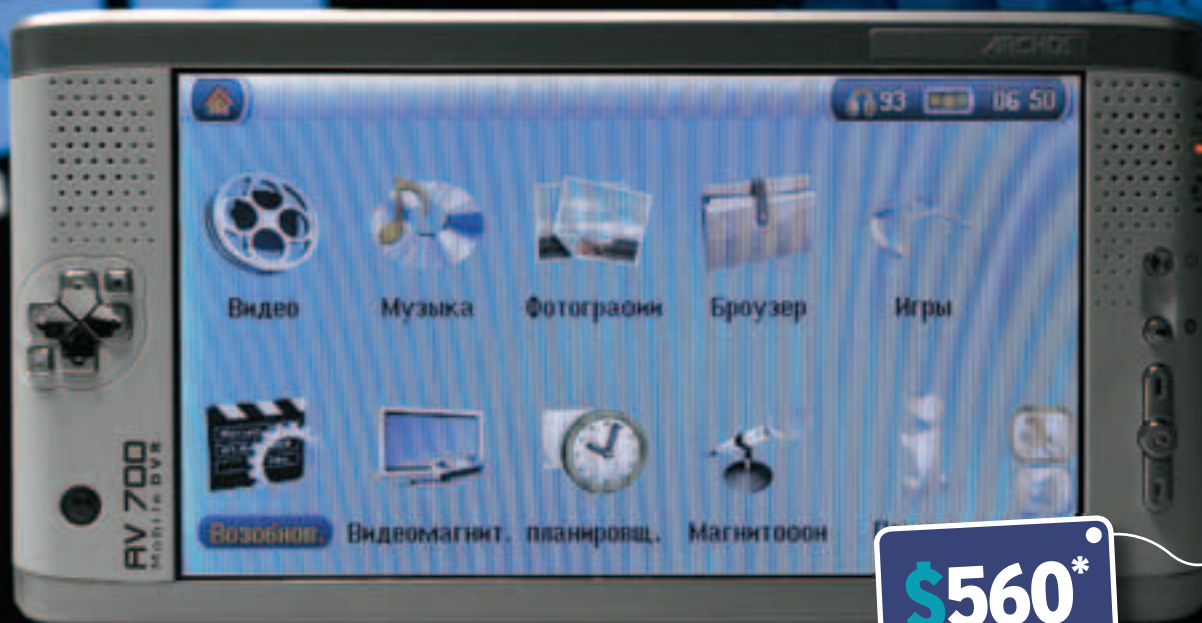 ARCHOS
93 06 50
Видео Музыка Фотографии Броузер Игры
Возобнов. Видеомагнит. планировщ. Магнитофон
AV 700
Mobile DVR
$560*